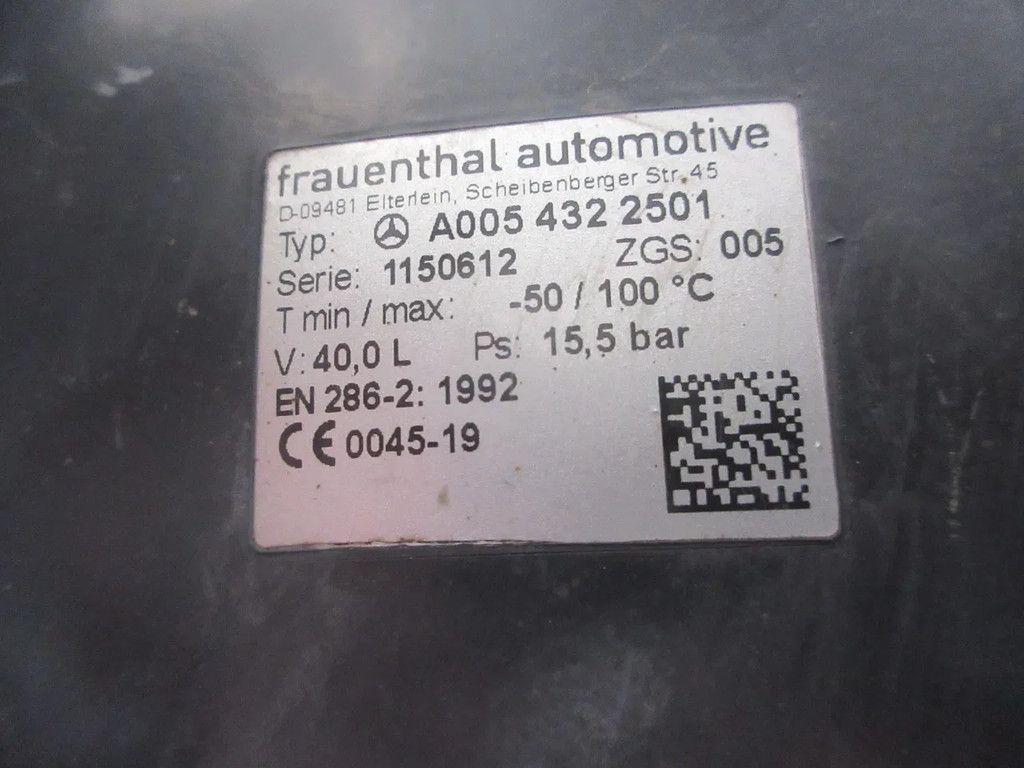 frauenthal automotive
D-09481 Elterlein, Scheibenberger Str. 45
Typ: A005 432 2501
Serie: 1150612 ZGS: 005
T min / max: -50 / 100 °C
V: 40,0 L Ps: 15,5 bar
EN 286-2: 1992
CE 0045-19